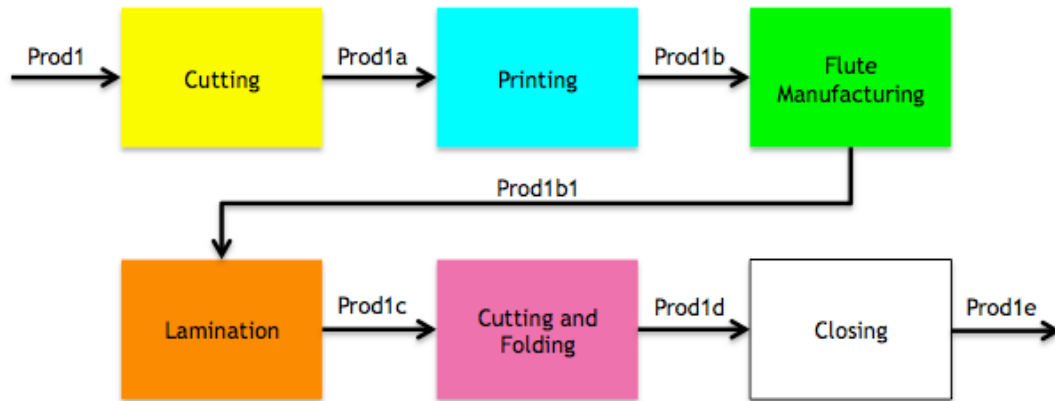 Prod1
Cutting
Prod1a
Printing
Prod1b
Flute
Manufacturing
Prod1b1
Lamination
Prod1c
Cutting and
Folding
Prod1d
Closing
Prod1e